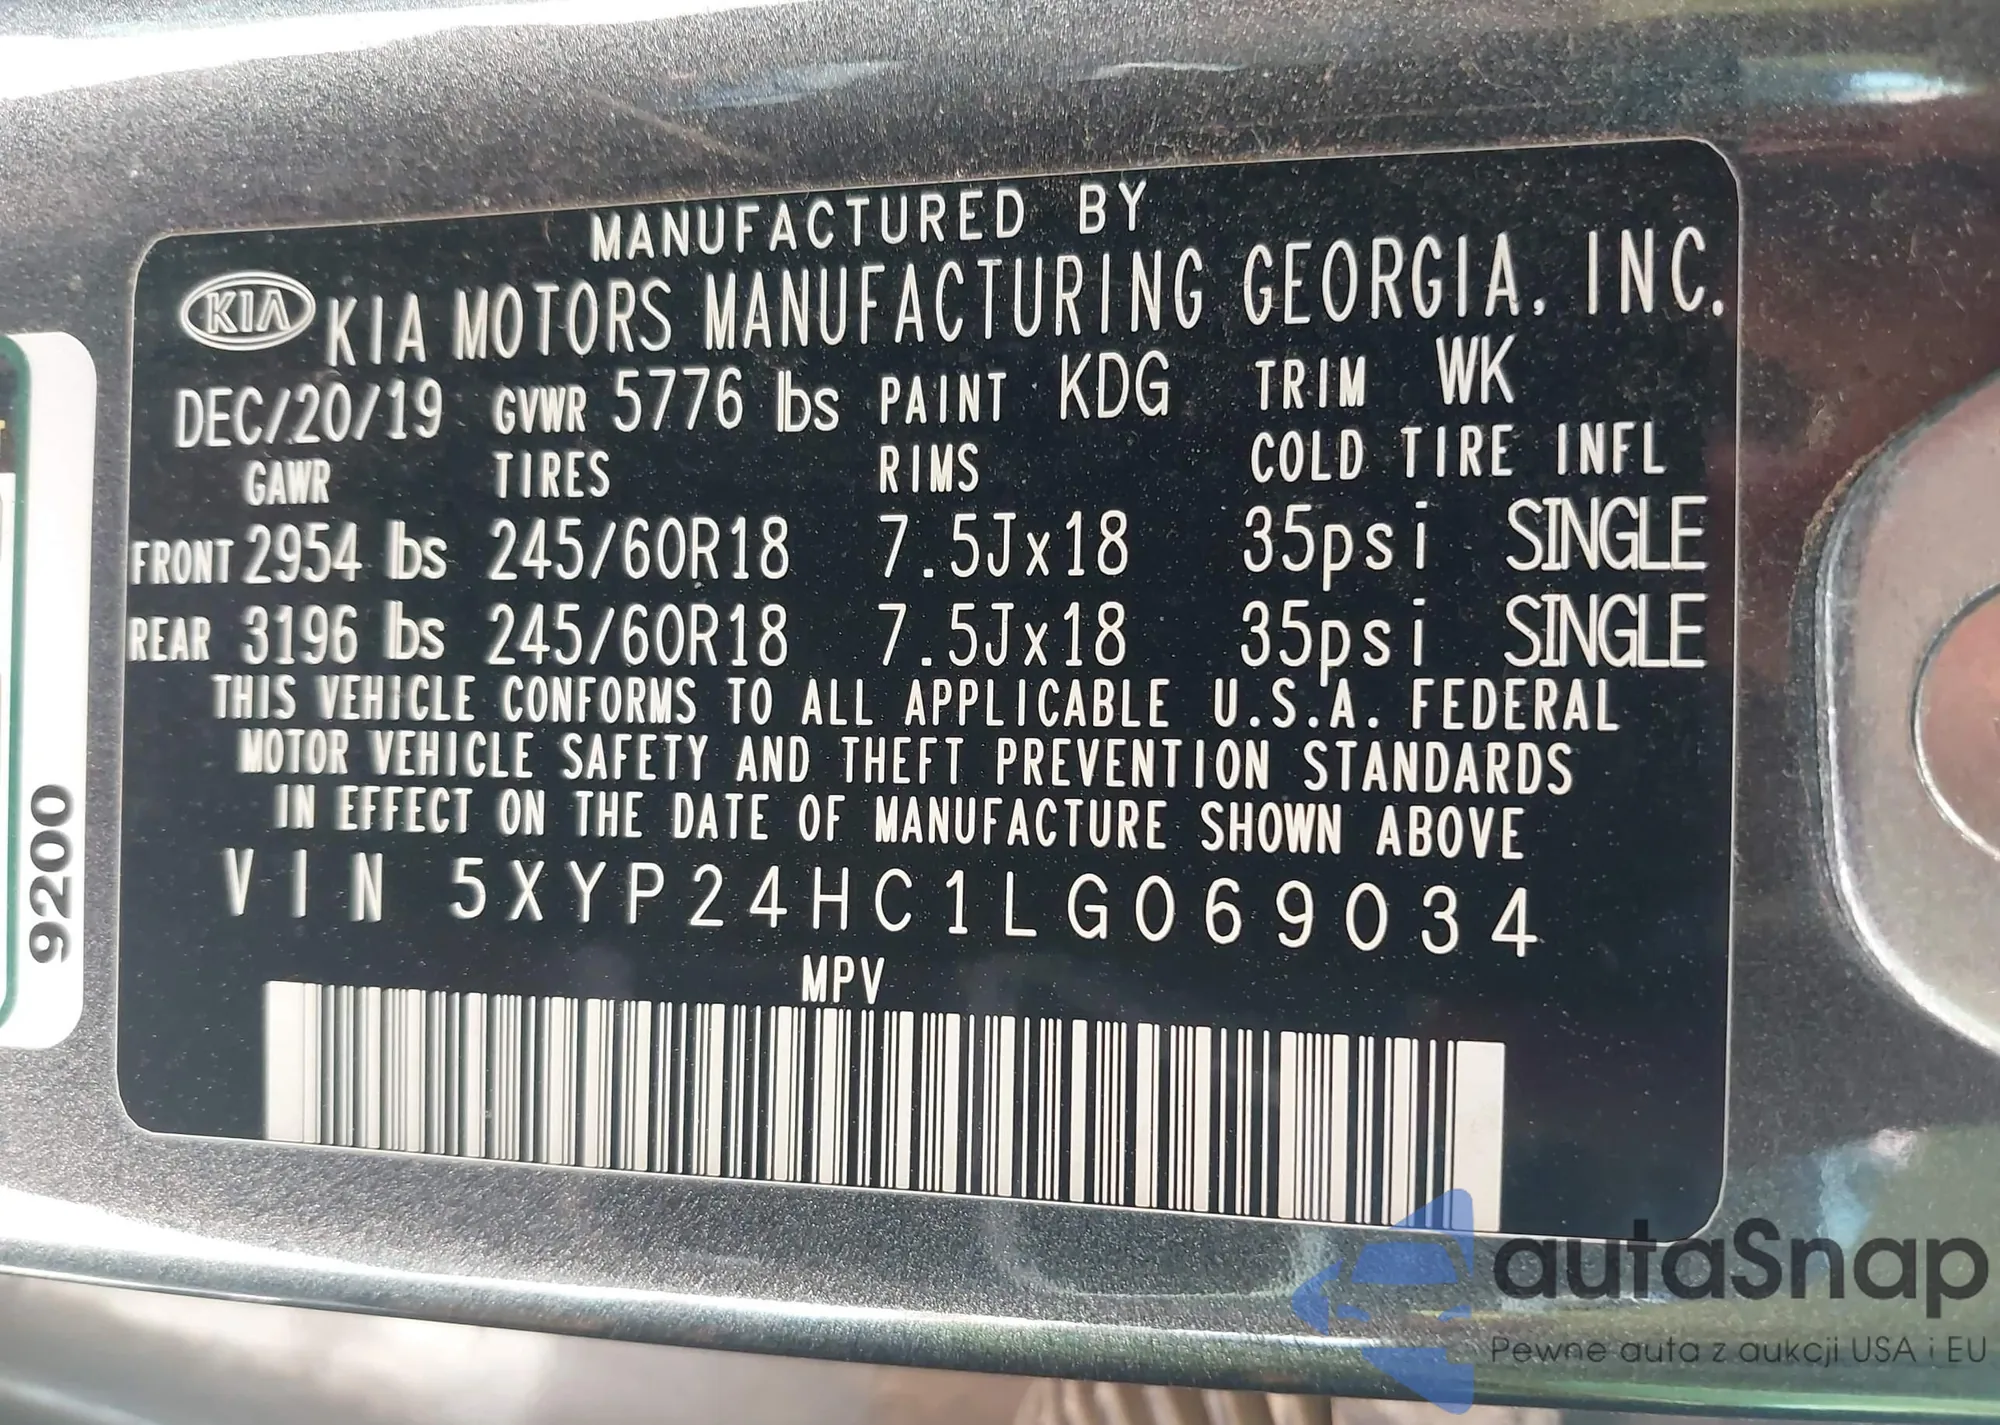 MANUFACTURED BY
KIA KIA MOTORS MANUFACTURING GEORGIA, INC.
DEC/20/19 GVWR 5776 lbs PAINT KDG TRIM WK
GAWR TIRES RIMS COLD TIRE INFL
FRONT 2954 lbs 245/60R18 7.5Jx18 35psi SINGLE
REAR 3196 lbs 245/60R18 7.5Jx18 35psi SINGLE
THIS VEHICLE CONFORMS TO ALL APPLICABLE U.S.A. FEDERAL
MOTOR VEHICLE SAFETY AND THEFT PREVENTION STANDARDS
IN EFFECT ON THE DATE OF MANUFACTURE SHOWN ABOVE
VIN 5XYP24HC1LG069034
MPV
9200
autaSnap
Pewne auta z aukcji USA i EU